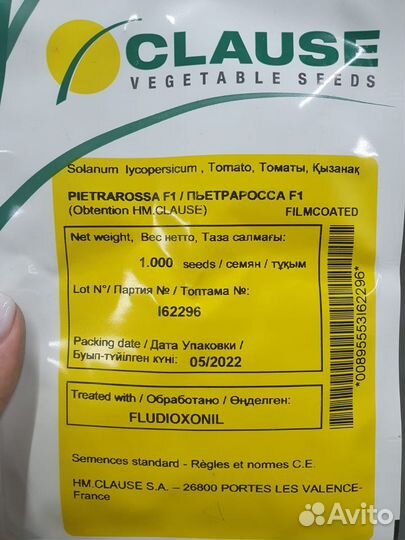 CLAUSE
VEGETABLE SEEDS
Solanum lycopersicum , Tomato, Томаты, Қызанақ
PIETRAROSSA F1 / ПЬЕТРАРОССА F1
(Obtention HM.CLAUSE) FILMCOATED
Net weight, Вес нетто, Таза салмағы:
1.000 seeds / семян / тұқым
Lot N°/ Партия № / Топтама №:
I62296
Packing date / Дата Упаковки /
Буып-түйілген күні: 05/2022
Treated with / Обработано / Өңделген:
FLUDIOXONIL
Semences standard - Règles et normes C.E.
HM.CLAUSE S.A. – 26800 PORTES LES VALENCE-
France
*00895553I62296*
Avito